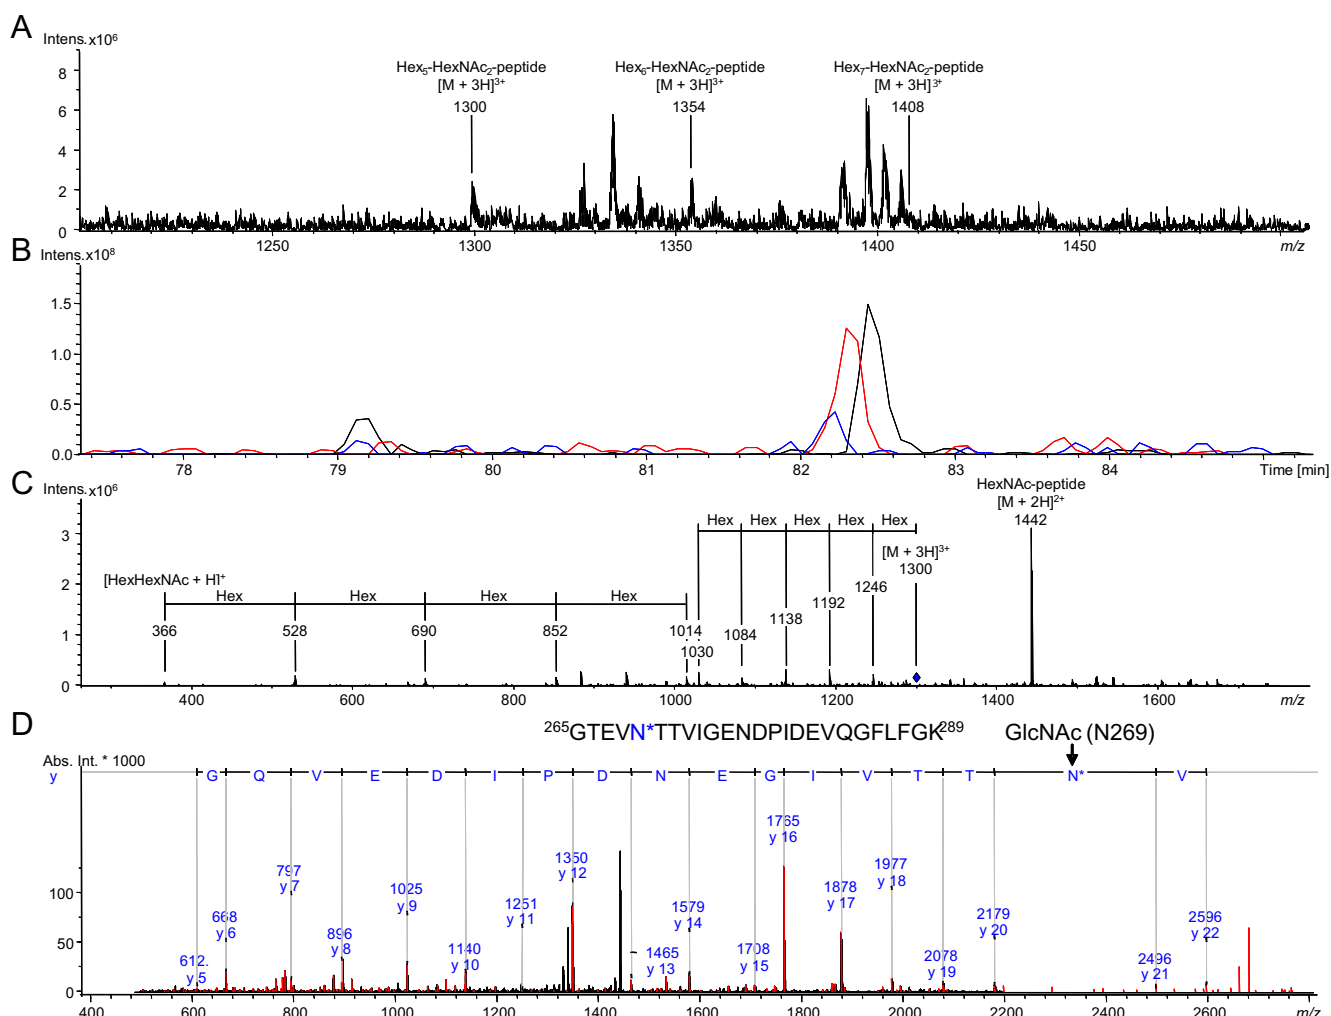 A
Intens.x10⁶
Hex₅-HexNAc₂-peptide Hex₆-HexNAc₂-peptide Hex₇-HexNAc₂-peptide
[M + 3H]³⁺ [M + 3H]³⁺ [M + 3H]³⁺
1300 1354 1408
8
6
4
2
0
1250 1300 1350 1400 1450 m/z
B
Intens.x10⁸
1.5
1.0
0.5
0.0
78 79 80 81 82 83 84 Time [min]
C
Intens.x10⁶
HexNAc-peptide
[M + 2H]²⁺
1442
Hex Hex Hex Hex Hex
[M + 3H]³⁺
1300
[HexHexNAc + H]⁺
Hex Hex Hex Hex
366 528 690 852 1014 1030 1084 1138 1192 1246
3
2
1
0
400 600 800 1000 1200 1400 1600 m/z
D
²⁶⁵GTEVN*TTVIGENDPIDEVQGFLFGK²⁸⁹ GlcNAc (N269)
Abs. Int. * 1000
y
G Q V E D I P D N E G I V T T N* V
612. y 5
668 y 6
797 y 7
896 y 8
1025 y 9
1140 y 10
1251 y 11
1350 y 12
1465 y 13
1579 y 14
1708 y 15
1765 y 16
1878 y 17
1977 y 18
2078 y 19
2179 y 20
2496 y 21
2596 y 22
100
50
0
400 600 800 1000 1200 1400 1600 1800 2000 2200 2400 2600 m/z